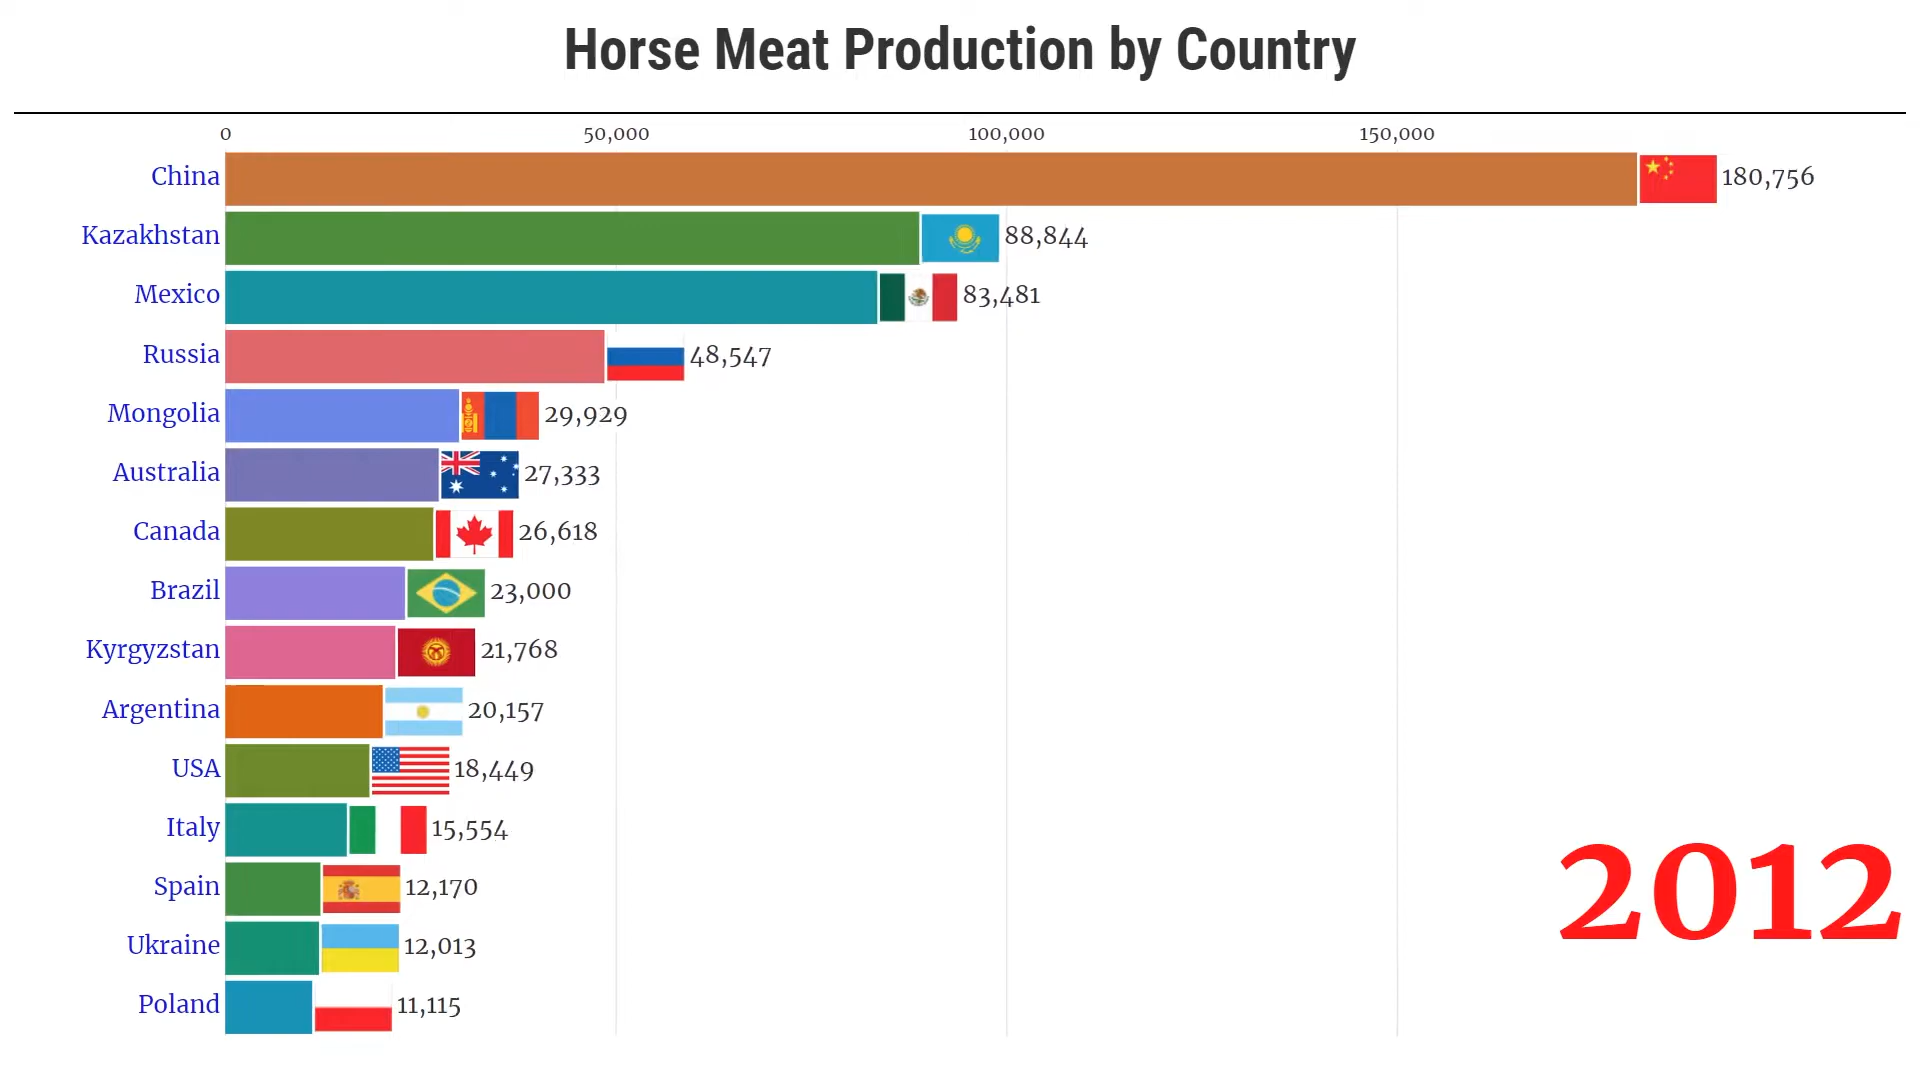 Horse Meat Production by Country
0 50,000 100,000 150,000
China 180,756
Kazakhstan 88,844
Mexico 83,481
Russia 48,547
Mongolia 29,929
Australia 27,333
Canada 26,618
Brazil 23,000
Kyrgyzstan 21,768
Argentina 20,157
USA 18,449
Italy 15,554
Spain 12,170
Ukraine 12,013
Poland 11,115
2012